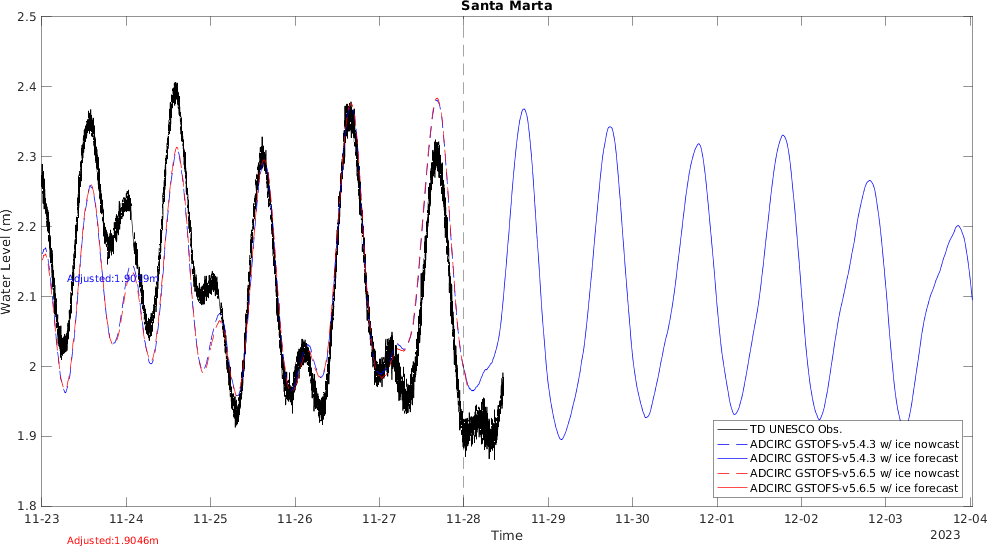 Santa Marta
2.5
2.4
2.3
2.2
2.1
2
1.9
1.8
Water Level (m)
Adjusted:1.9049m
TD UNESCO Obs.
ADCIRC GSTOFS-v5.4.3 w/ ice nowcast
ADCIRC GSTOFS-v5.4.3 w/ ice forecast
ADCIRC GSTOFS-v5.6.5 w/ ice nowcast
ADCIRC GSTOFS-v5.6.5 w/ ice forecast
11-23 11-24 11-25 11-26 11-27 11-28 11-29 11-30 12-01 12-02 12-03 12-04
Time
2023
Adjusted:1.9046m